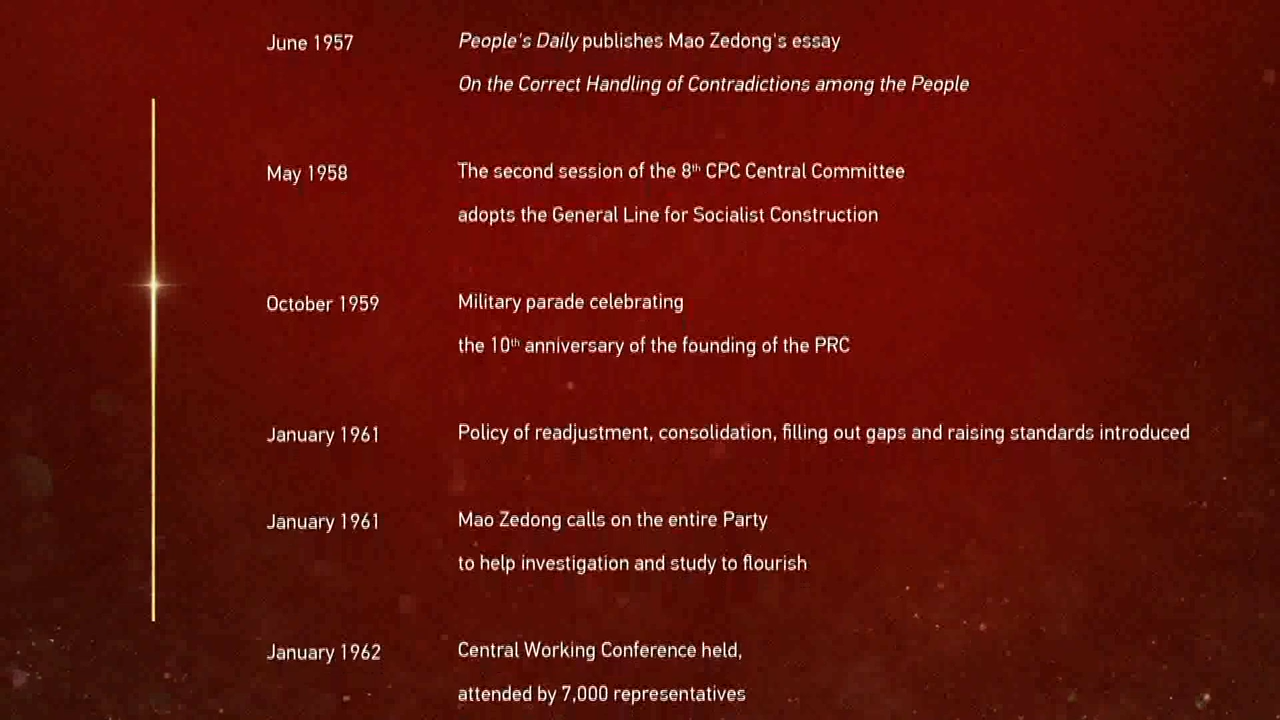 June 1957 People's Daily publishes Mao Zedong's essay
On the Correct Handling of Contradictions among the People
May 1958 The second session of the 8th CPC Central Committee
adopts the General Line for Socialist Construction
October 1959 Military parade celebrating
the 10th anniversary of the founding of the PRC
January 1961 Policy of readjustment, consolidation, filling out gaps and raising standards introduced
January 1961 Mao Zedong calls on the entire Party
to help investigation and study to flourish
January 1962 Central Working Conference held,
attended by 7,000 representatives